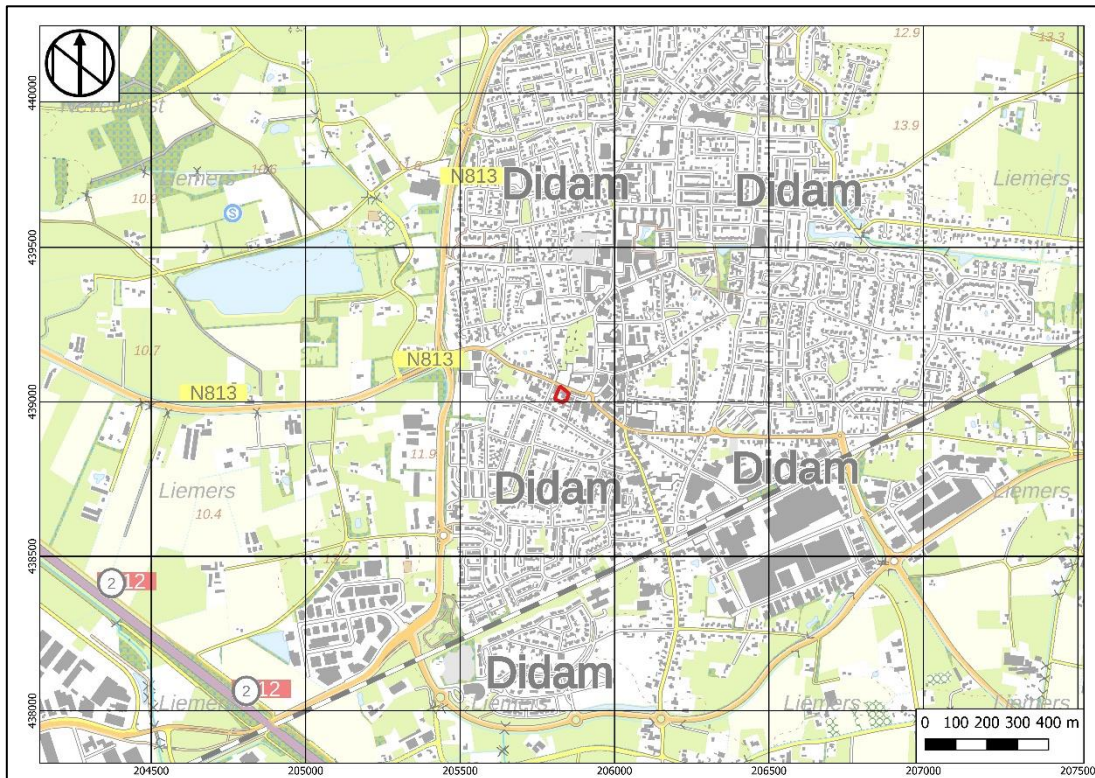 12.9
13.3
440000
13.9
N813
Liemers
Didam
Didam
Liemers
10.6
10.9
S
439500
10.7
N813
N813
439000
Didam
Didam
11.9
Liemers
Liemers
10.4
438500
2
12
Didam
2
12
Liemers
Liemers
Liemers
Liemers
438000
0 100 200 300 400 m
204500 205000 205500 206000 206500 207000 207500